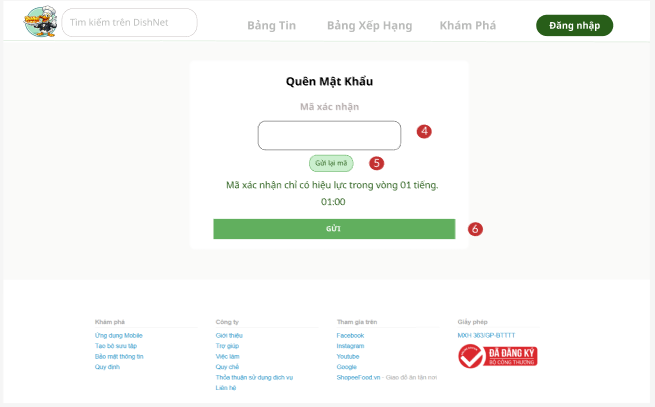 Tìm kiếm trên DishNet
Bảng Tin
Bảng Xếp Hạng
Khám Phá
Đăng nhập
Quên Mật Khẩu
Mã xác nhận
4
Gửi lại mã
5
Mã xác nhận chỉ có hiệu lực trong vòng 01 tiếng.
01:00
GỬI
6
Khám phá
Ứng dụng Mobile
Tạo bộ sưu tập
Bảo mật thông tin
Quy định
Công ty
Giới thiệu
Trợ giúp
Việc làm
Quy chế
Thỏa thuận sử dụng dịch vụ
Liên hệ
Tham gia trên
Facebook
Instagram
Youtube
Google
ShopeeFood.vn - Giao đồ ăn tận nơi
Giấy phép
MXH 363/GP-BTTTT
ĐÃ ĐĂNG KÝ
BỘ CÔNG THƯƠNG